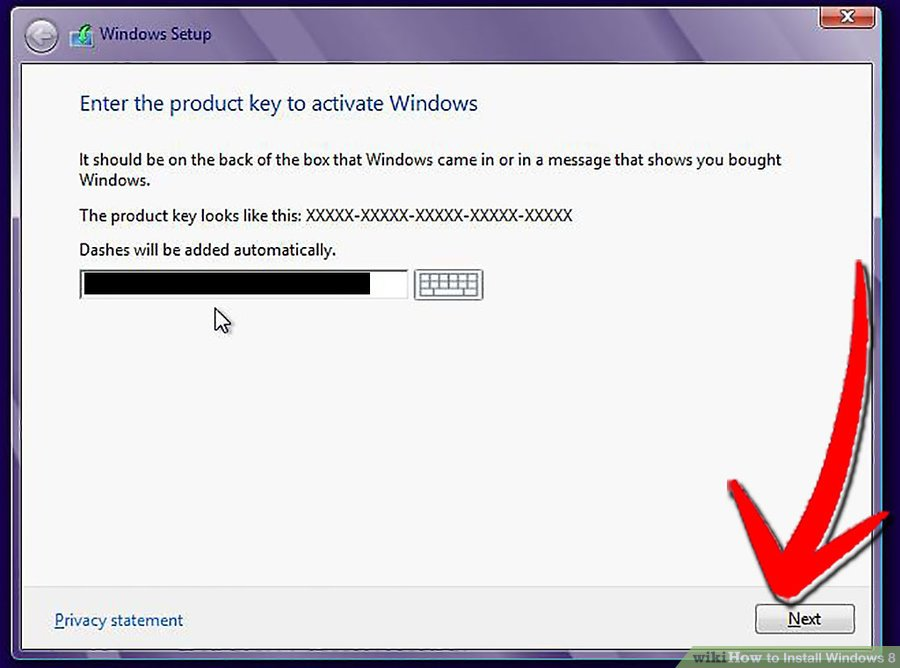 Windows Setup
Enter the product key to activate Windows
It should be on the back of the box that Windows came in or in a message that shows you bought
Windows.
The product key looks like this: XXXXX-XXXXX-XXXXX-XXXXX-XXXXX
Dashes will be added automatically.
Privacy statement
Next
wikiHow to Install Windows 8